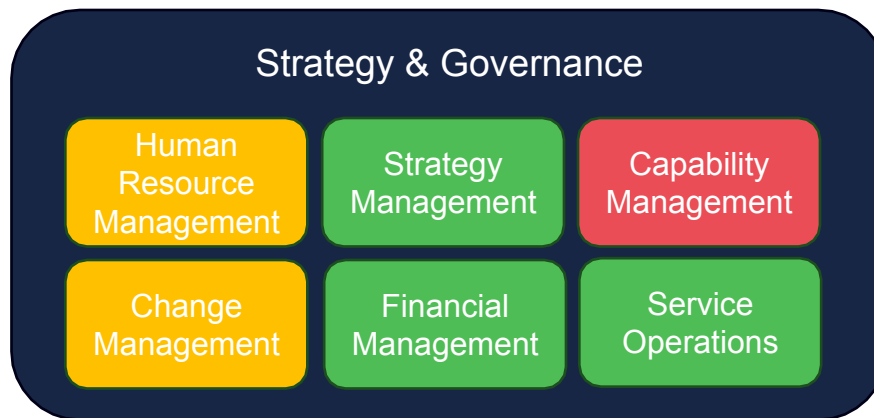 Strategy & Governance
Human
Resource
Management
Strategy
Management
Capability
Management
Change
Management
Financial
Management
Service
Operations